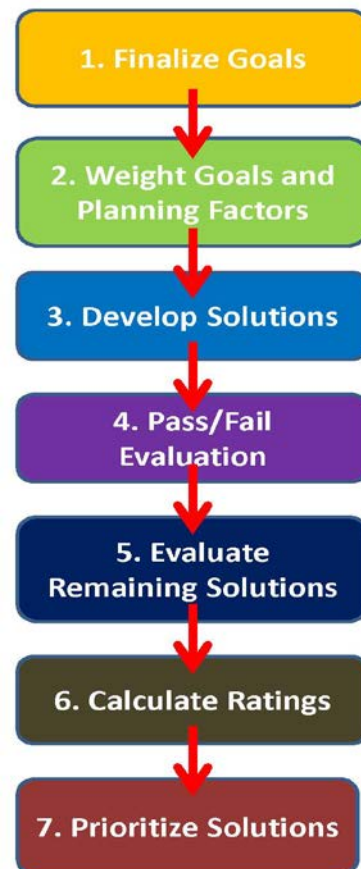 1. Finalize Goals
2. Weight Goals and
Planning Factors
3. Develop Solutions
4. Pass/Fail
Evaluation
5. Evaluate
Remaining Solutions
6. Calculate Ratings
7. Prioritize Solutions